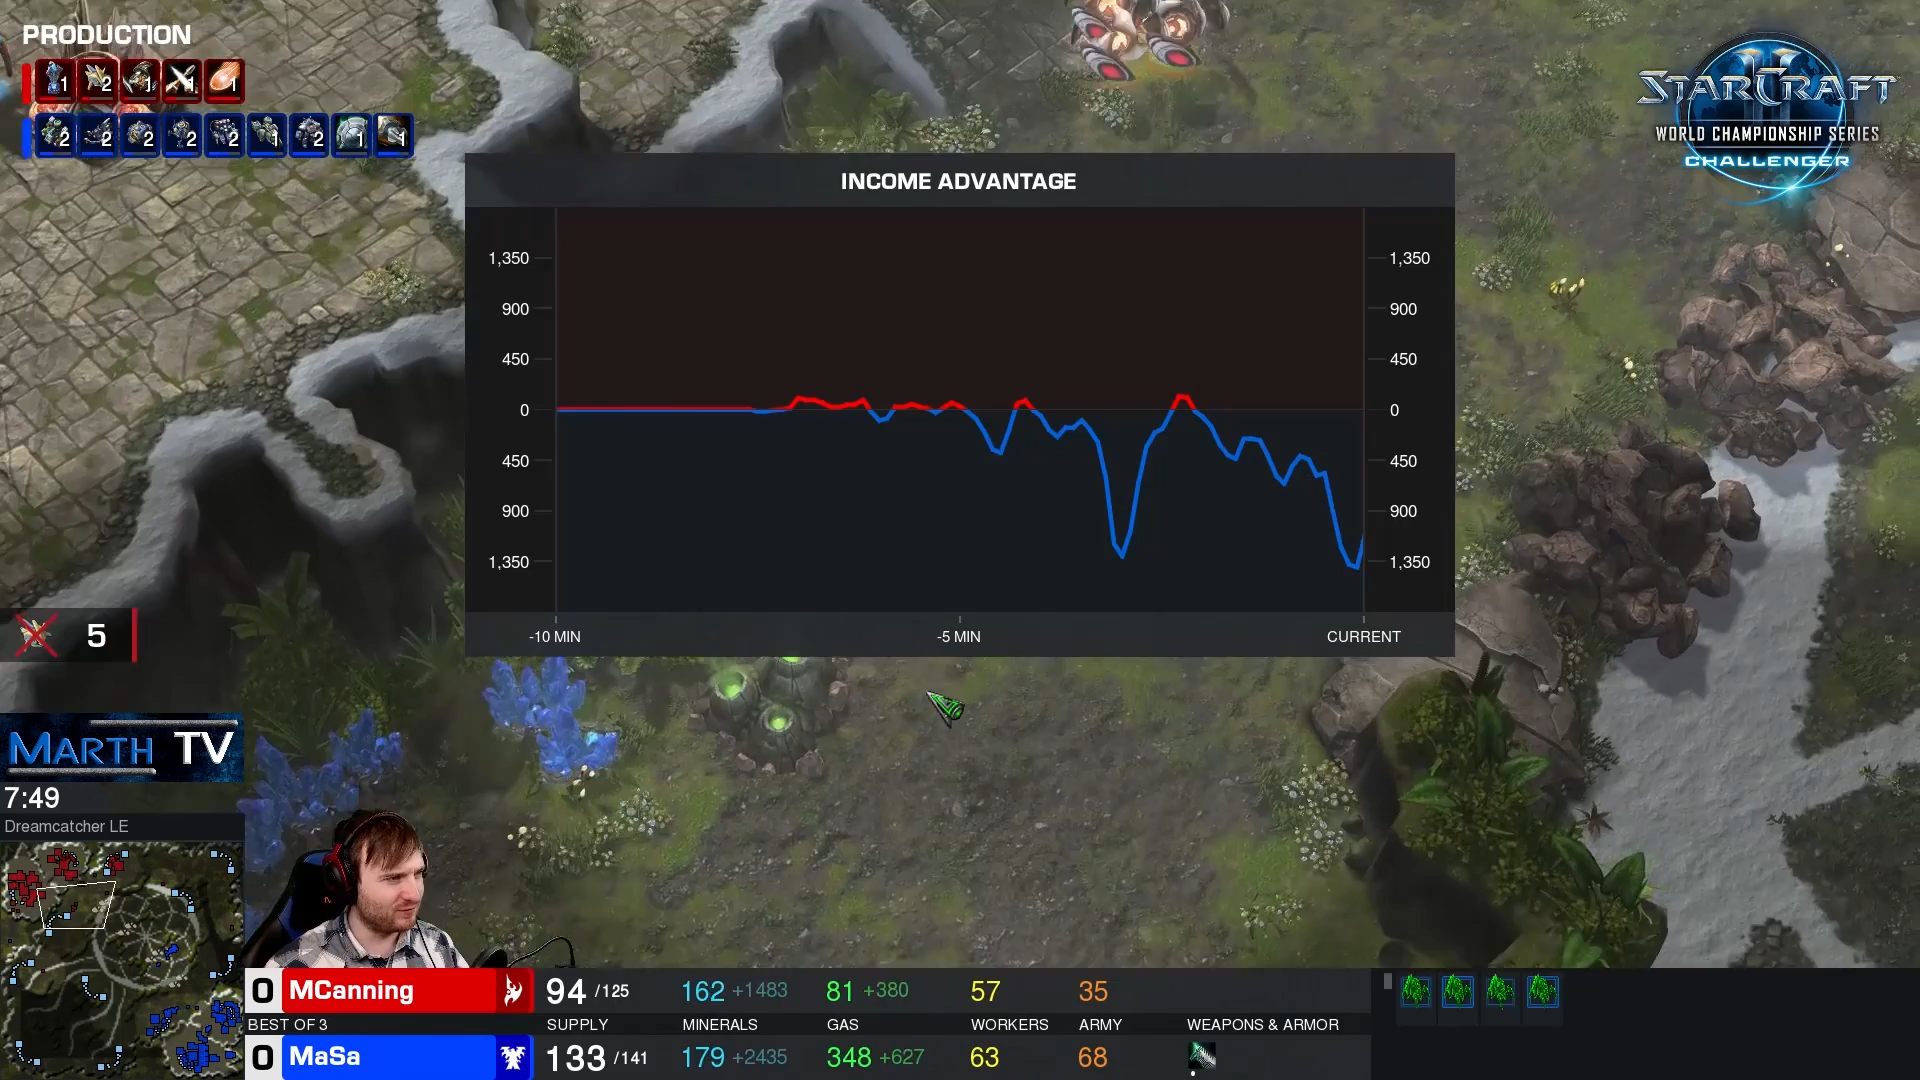 PRODUCTION
1 2 1 1 1
2 2 2 2 2 1 2 1 1
STARCRAFT
II
WORLD CHAMPIONSHIP SERIES
CHALLENGER
INCOME ADVANTAGE
1,350 1,350
900 900
450 450
0 0
450 450
900 900
1,350 1,350
-10 MIN -5 MIN CURRENT
5
MARTH TV
7:49
Dreamcatcher LE
0 MCanning 94 /125 162 +1483 81 +380 57 35
BEST OF 3 SUPPLY MINERALS GAS WORKERS ARMY WEAPONS & ARMOR
0 MaSa 133 /141 179 +2435 348 +627 63 68